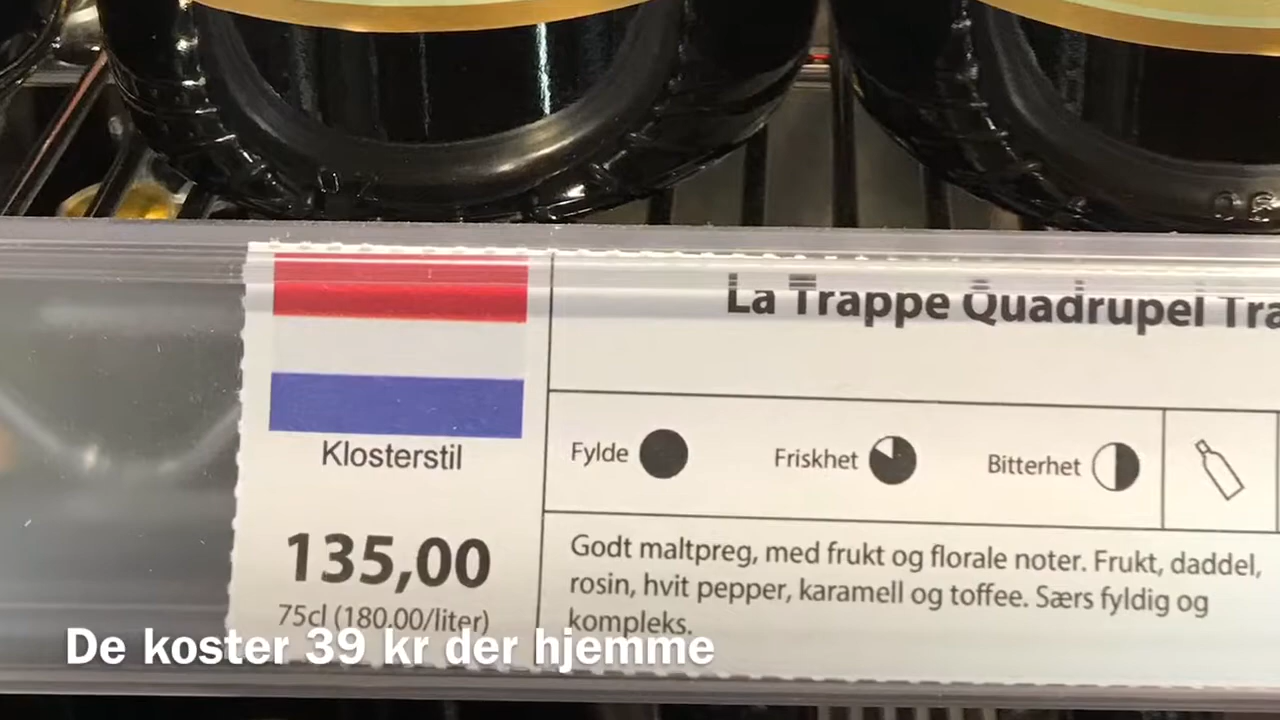 La Trappe Quadrupel
Klosterstil
Fylde
Friskhet
Bitterhet
135,00
75cl (180.00/liter)
Godt maltpreg, med frukt og florale noter. Frukt, daddel,
rosin, hvit pepper, karamell og toffee. Særs fyldig og
kompleks.
De koster 39 kr der hjemme